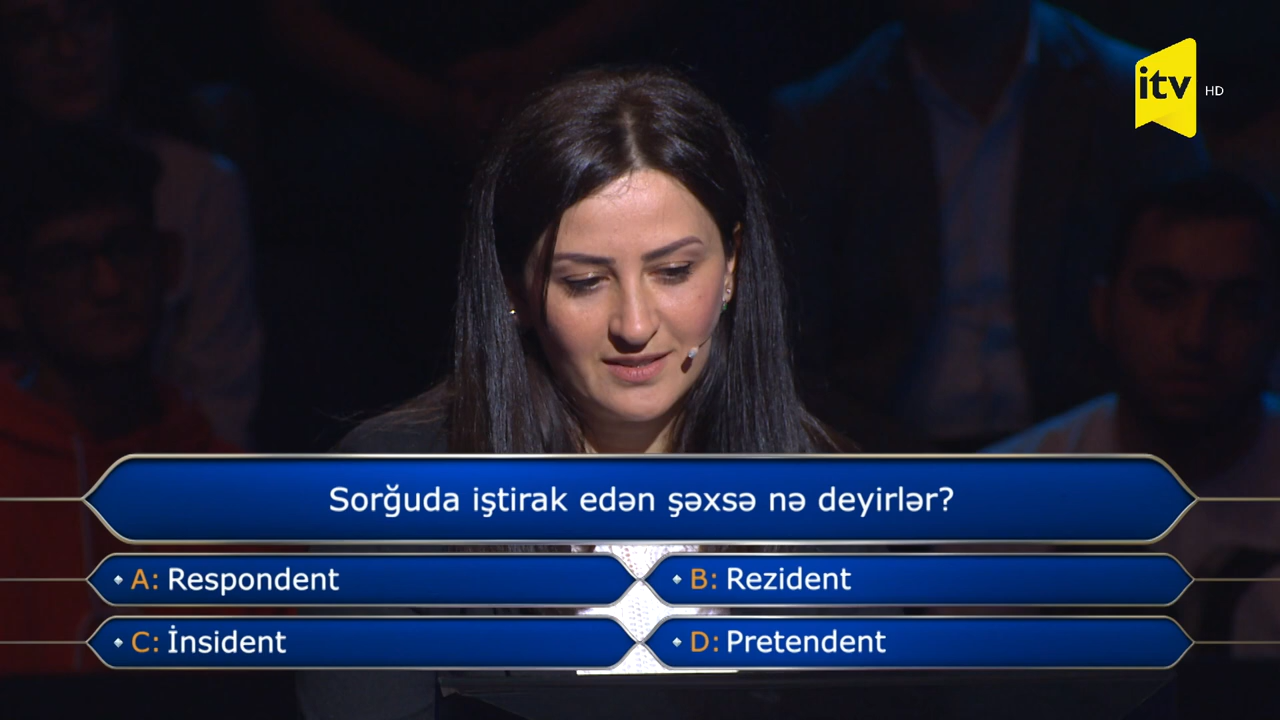 itv HD
Sorğuda iştirak edən şəxsə nə deyirlər?
A: Respondent
B: Rezident
C: İnsident
D: Pretendent